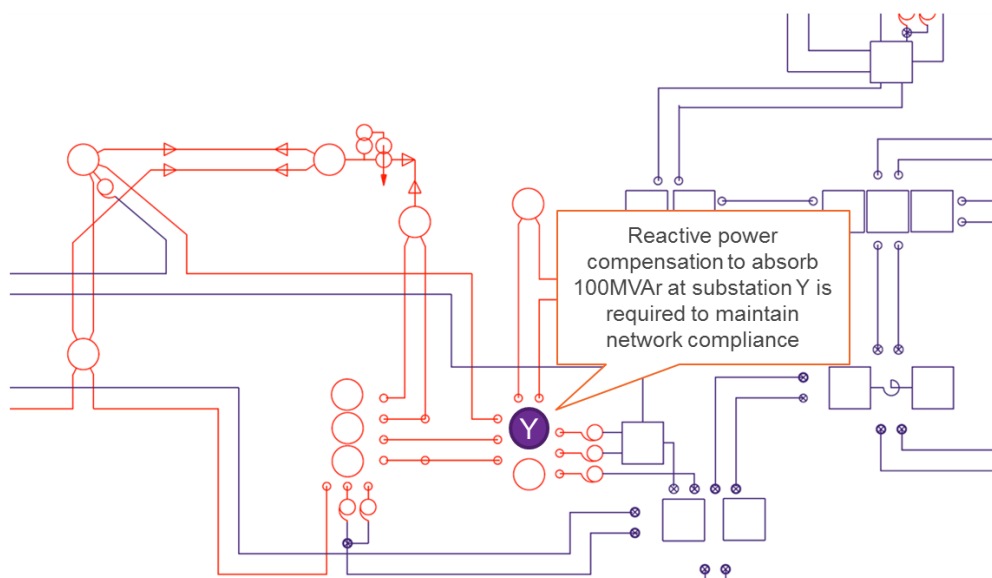 Reactive power
compensation to absorb
100MVAr at substation Y is
required to maintain
network compliance
Y